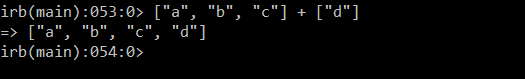 irb(main):053:0> ["a", "b", "c"] + ["d"]
=> ["a", "b", "c", "d"]
irb(main):054:0>